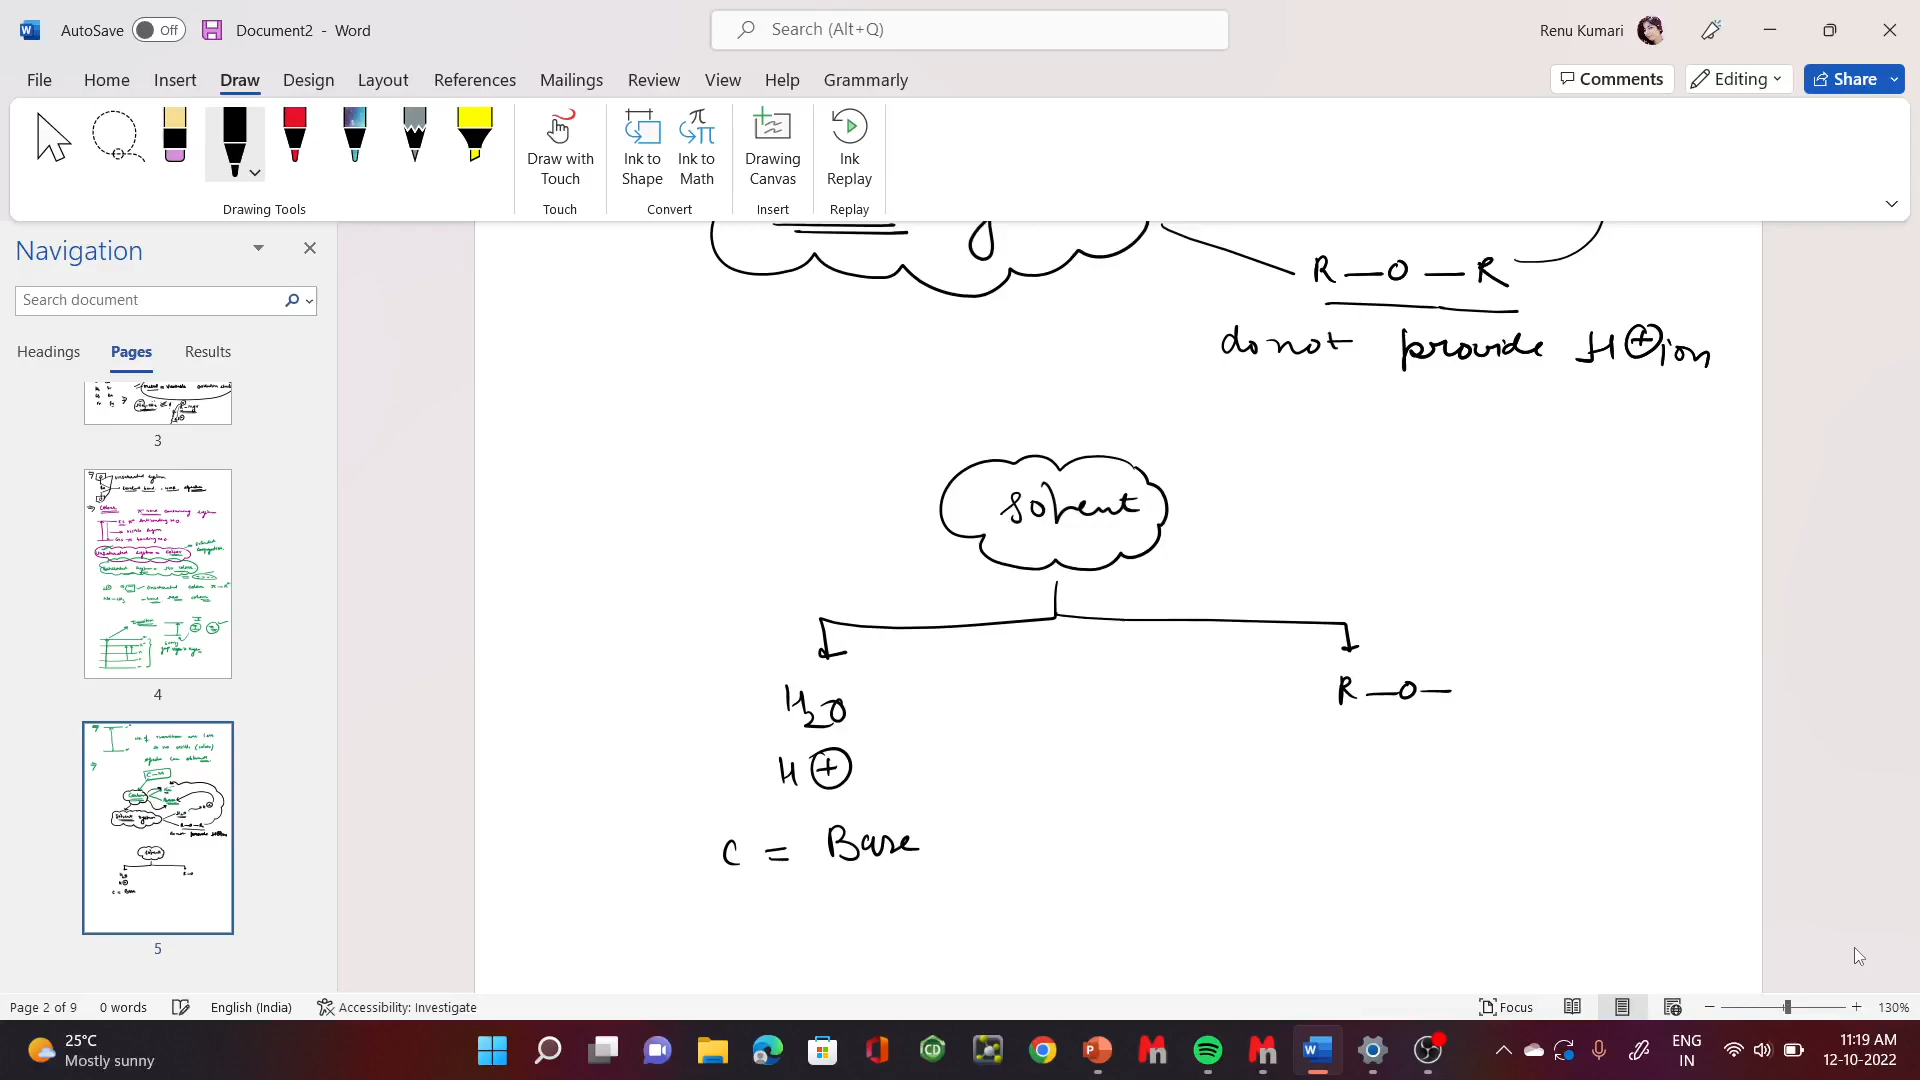 AutoSave Off Document2 - Word Search (Alt+Q) Renu Kumari
File Home Insert Draw Design Layout References Mailings Review View Help Grammarly Comments Editing Share
Draw with Touch
Ink to Shape
Ink to Math
Drawing Canvas
Ink Replay
Drawing Tools Touch Convert Insert Replay
Navigation
Search document
Headings Pages Results
3
4
5
R — O — R
do not provide H⊕ ion
Solvent
H2O
R — O —
H ⊕
C = Base
Page 2 of 9 0 words English (India) Accessibility: Investigate Focus 130%
25°C
Mostly sunny
ENG
IN
11:19 AM
12-10-2022